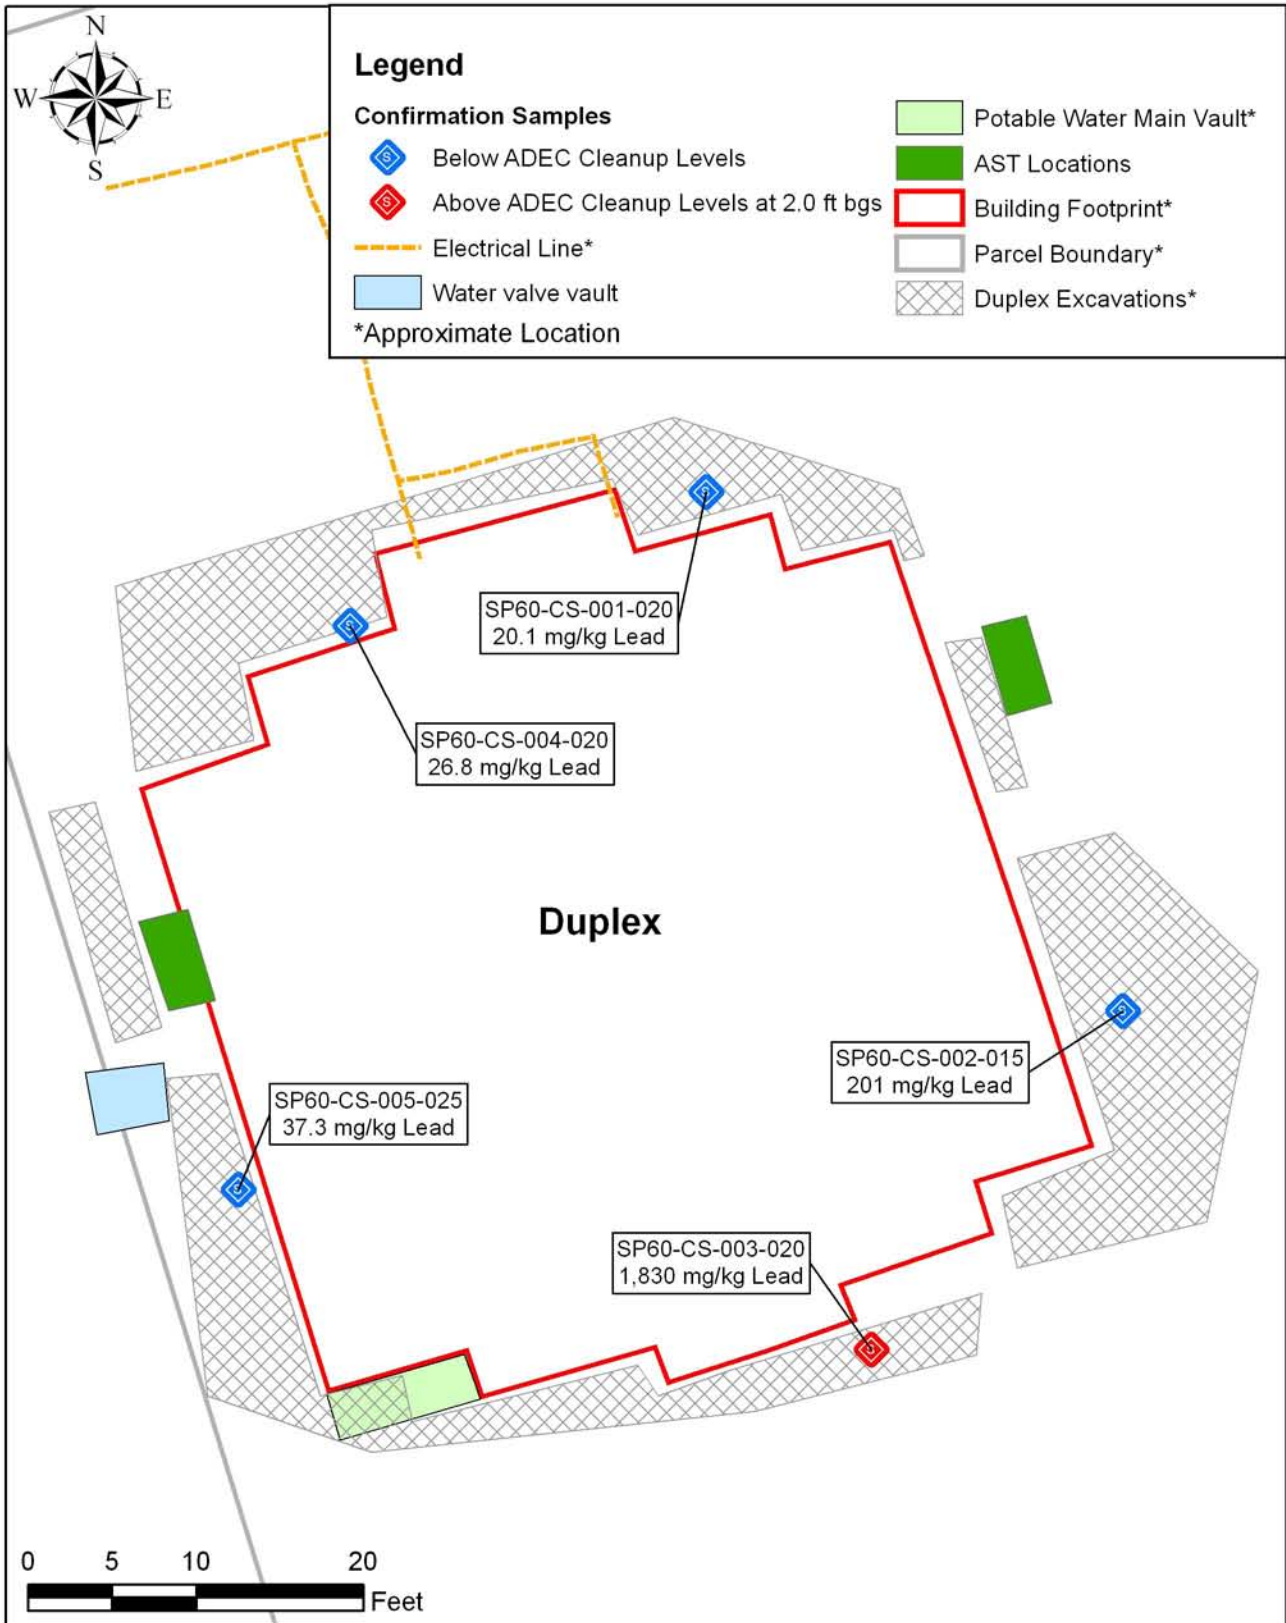 N
W E
S
Legend
Confirmation Samples
S Below ADEC Cleanup Levels
S Above ADEC Cleanup Levels at 2.0 ft bgs
Electrical Line*
Water valve vault
*Approximate Location
Potable Water Main Vault*
AST Locations
Building Footprint*
Parcel Boundary*
Duplex Excavations*
S
SP60-CS-001-020
20.1 mg/kg Lead
S
SP60-CS-004-020
26.8 mg/kg Lead
Duplex
S
SP60-CS-002-015
201 mg/kg Lead
SP60-CS-005-025
37.3 mg/kg Lead
S
SP60-CS-003-020
1,830 mg/kg Lead
S
0 5 10 20
Feet